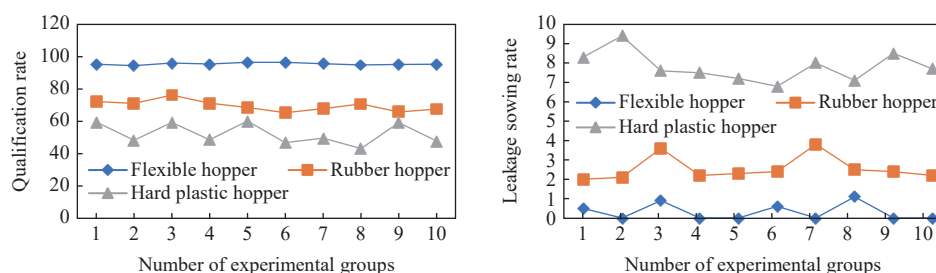 120
100
80
60
40
20
0
Qualification rate
Flexible hopper
Rubber hopper
Hard plastic hopper
1 2 3 4 5 6 7 8 9 10
Number of experimental groups
10
9
8
7
6
5
4
3
2
1
0
Leakage sowing rate
Flexible hopper
Rubber hopper
Hard plastic hopper
1 2 3 4 5 6 7 8 9 10
Number of experimental groups